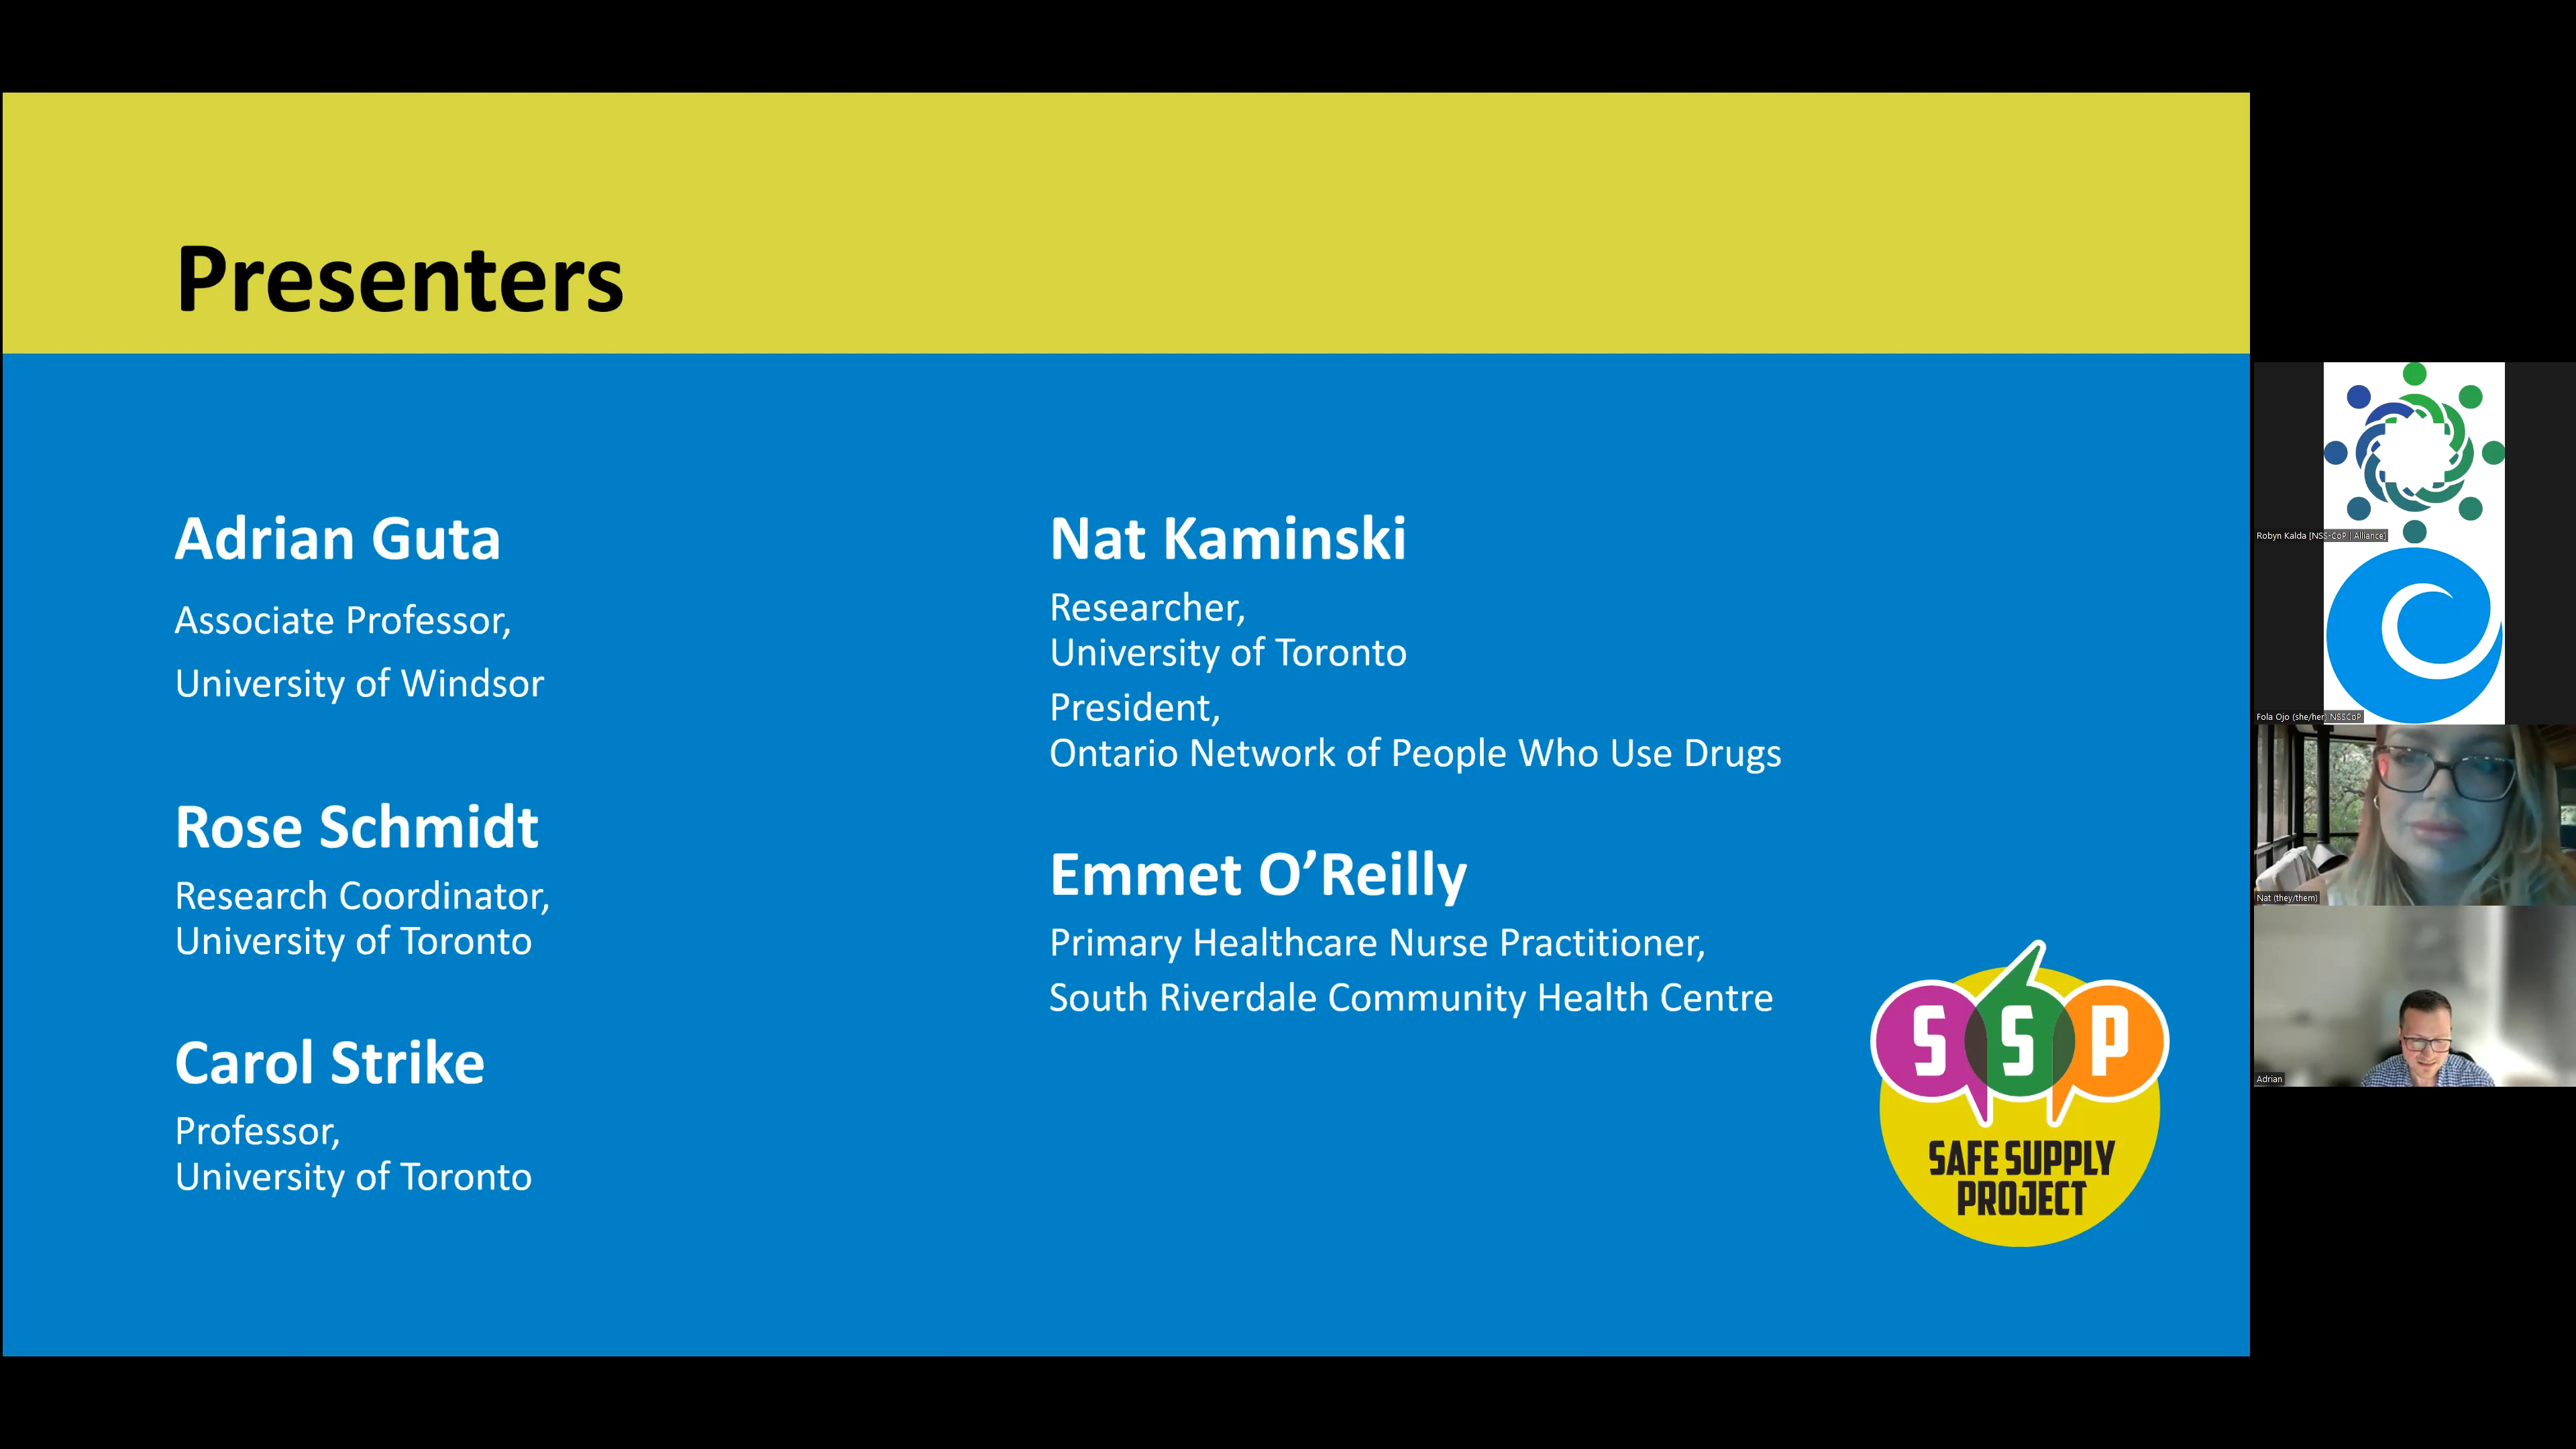 Presenters
Adrian Guta
Associate Professor,
University of Windsor
Rose Schmidt
Research Coordinator,
University of Toronto
Carol Strike
Professor,
University of Toronto
Nat Kaminski
Researcher,
University of Toronto
President,
Ontario Network of People Who Use Drugs
Emmet O’Reilly
Primary Healthcare Nurse Practitioner,
South Riverdale Community Health Centre
SSP
SAFE SUPPLY
PROJECT
Robyn Kalda [NSS-CoP | Alliance]
Fola Ojo (she/her) NSSCoP
Nat (they/them)
Adrian